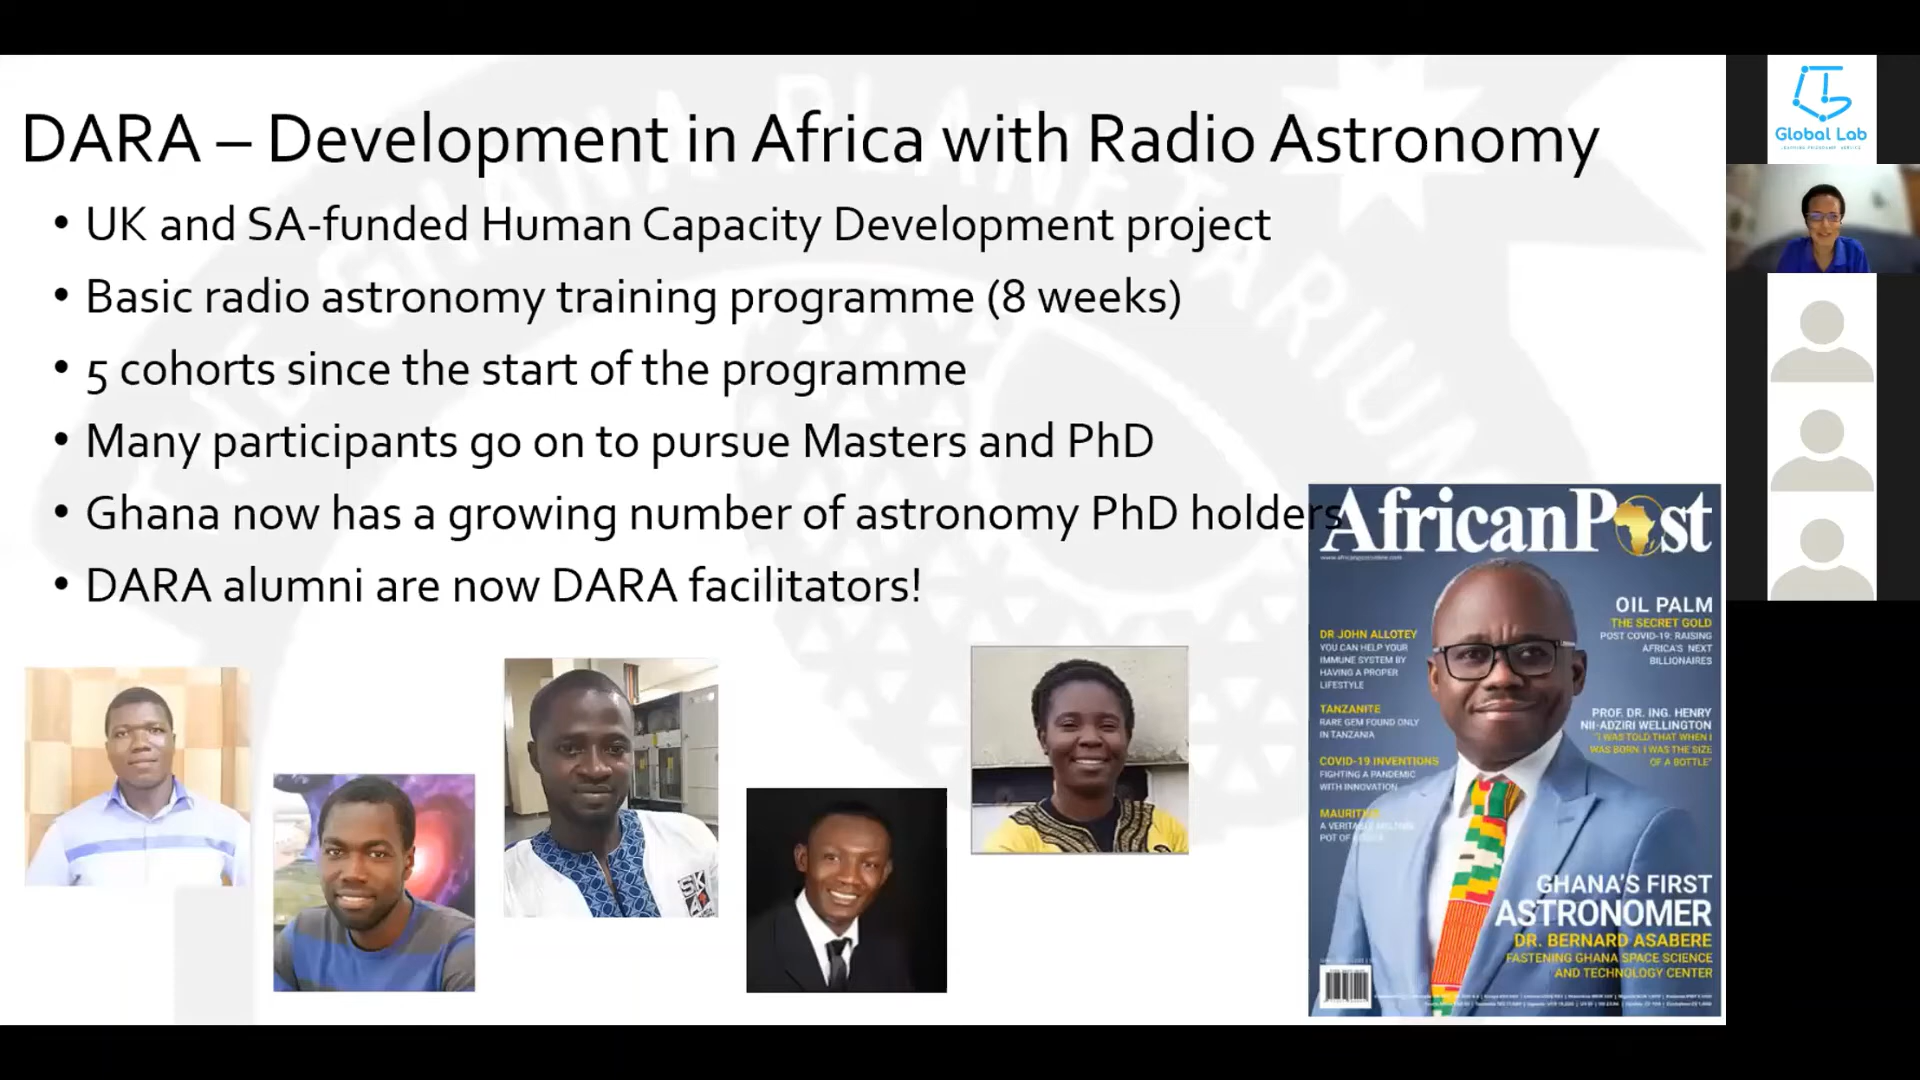 THE GHANA PLANETARIUM
DARA – Development in Africa with Radio Astronomy
• UK and SA-funded Human Capacity Development project
• Basic radio astronomy training programme (8 weeks)
• 5 cohorts since the start of the programme
• Many participants go on to pursue Masters and PhD
• Ghana now has a growing number of astronomy PhD holders
• DARA alumni are now DARA facilitators!
AfricanPost
OIL PALM
THE SECRET GOLD
POST COVID-19: RAISING
AFRICA'S NEXT
BILLIONAIRES
DR JOHN ALLOTEY
YOU CAN HELP YOUR
IMMUNE SYSTEM BY
HAVING A PROPER
LIFESTYLE
TANZANITE
RARE GEM FOUND ONLY
IN TANZANIA
PROF. DR. ING. HENRY
NII-ADZIRI WELLINGTON
"I WAS TOLD THAT WHEN I
WAS BORN. I WAS THE SIZE
OF A BOTTLE"
COVID-19 INVENTIONS
FIGHTING A PANDEMIC
WITH INNOVATION
A VERITABLE
POT OF
GHANA'S FIRST
ASTRONOMER
DR. BERNARD ASABERE
FASTENING GHANA SPACE SCIENCE
AND TECHNOLOGY CENTER
Global Lab